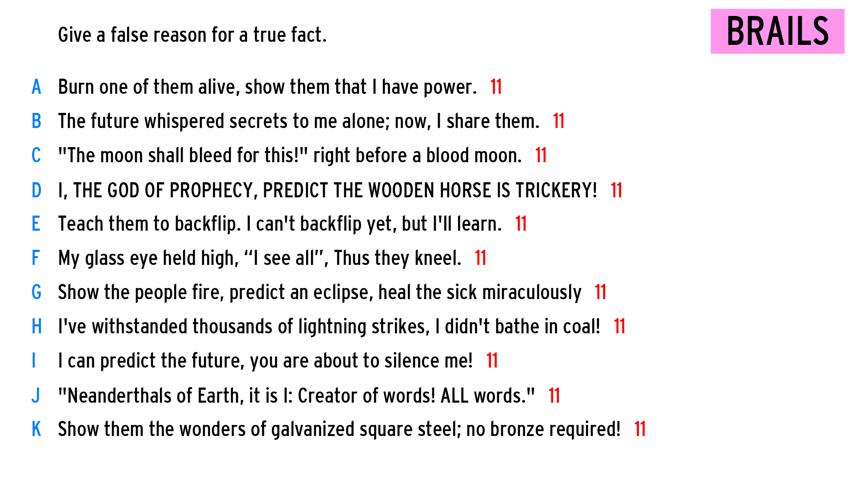 BRAILS
Give a false reason for a true fact.
A Burn one of them alive, show them that I have power. 11
B The future whispered secrets to me alone; now, I share them. 11
C "The moon shall bleed for this!" right before a blood moon. 11
D I, THE GOD OF PROPHECY, PREDICT THE WOODEN HORSE IS TRICKERY! 11
E Teach them to backflip. I can't backflip yet, but I'll learn. 11
F My glass eye held high, “I see all”, Thus they kneel. 11
G Show the people fire, predict an eclipse, heal the sick miraculously 11
H I've withstanded thousands of lightning strikes, I didn't bathe in coal! 11
I I can predict the future, you are about to silence me! 11
J "Neanderthals of Earth, it is I: Creator of words! ALL words." 11
K Show them the wonders of galvanized square steel; no bronze required! 11